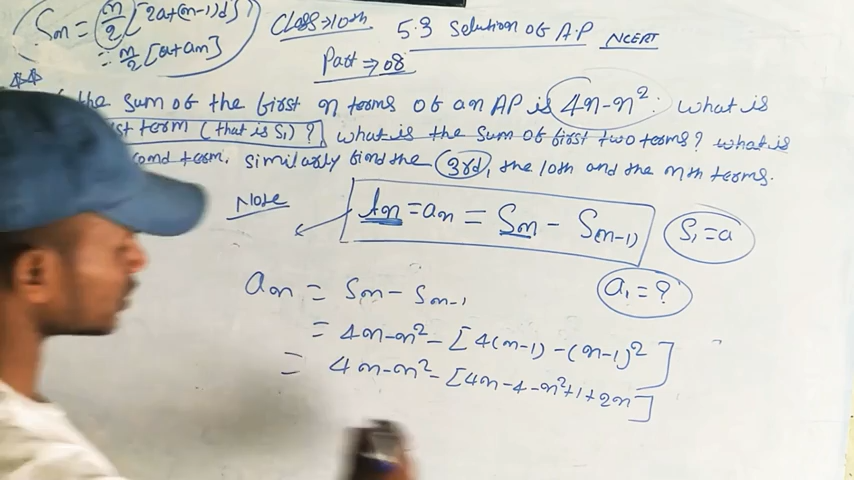 Sn = n/2 [2a+(n-1)d]
= n/2 [a+an]
Class→10th
5.3 Solution of A.P NCERT
Part ⇒ 08
the sum of the first n terms of an AP is 4n-n². what is
st term (that is S₁)? what is the sum of first two terms? what is
cond term. similarly find the 3rd, the 10th and the nth terms.
Note
tn = an = Sn - S(n-1)
S₁=a
a₁=?
an = Sn - Sn-1
= 4n-n² - [4(n-1) - (n-1)²]
= 4n-n² - [4n-4-n²+1+2n]